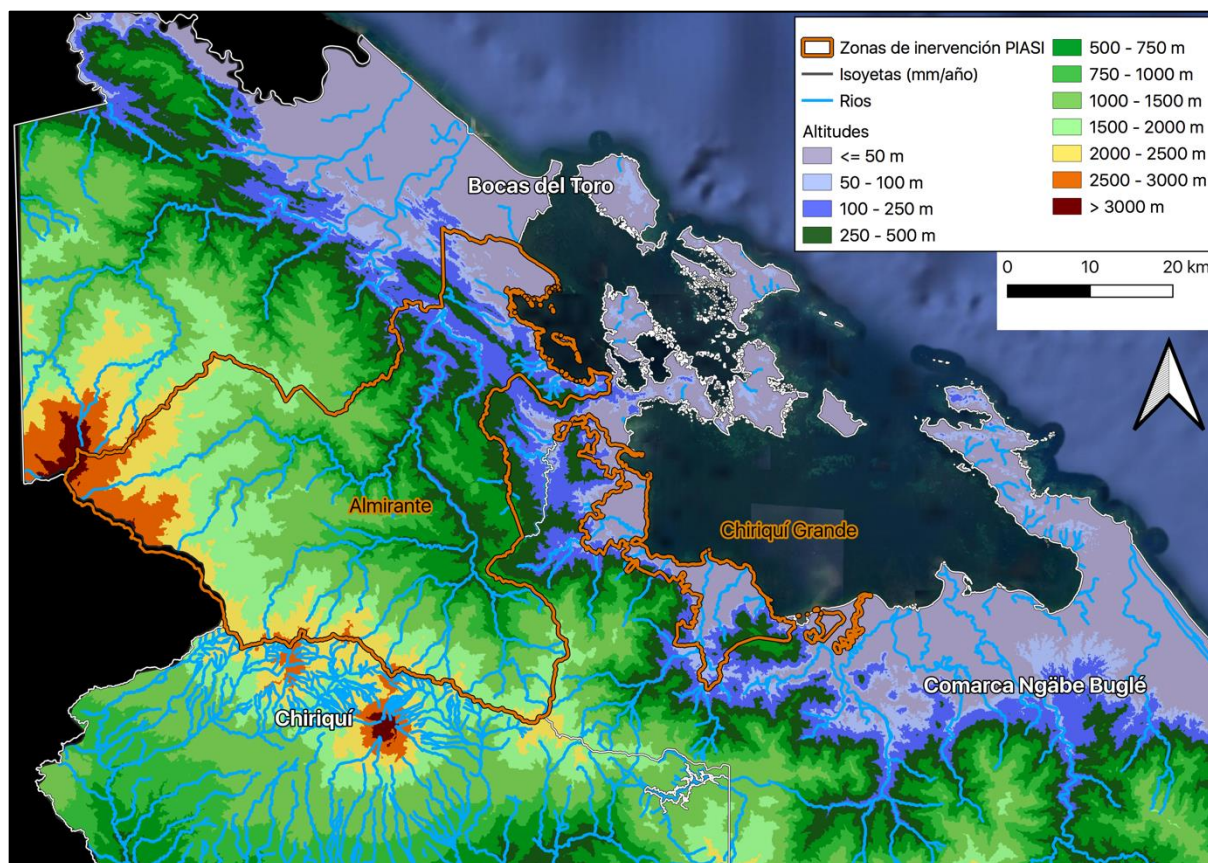 Zonas de inervención PIASI
Isoyetas (mm/año)
Rios
Altitudes
<= 50 m
50 - 100 m
100 - 250 m
250 - 500 m
500 - 750 m
750 - 1000 m
1000 - 1500 m
1500 - 2000 m
2000 - 2500 m
2500 - 3000 m
> 3000 m
0 10 20 km
Bocas del Toro
Almirante
Chiriquí Grande
Comarca Ngäbe Buglé
Chiriquí